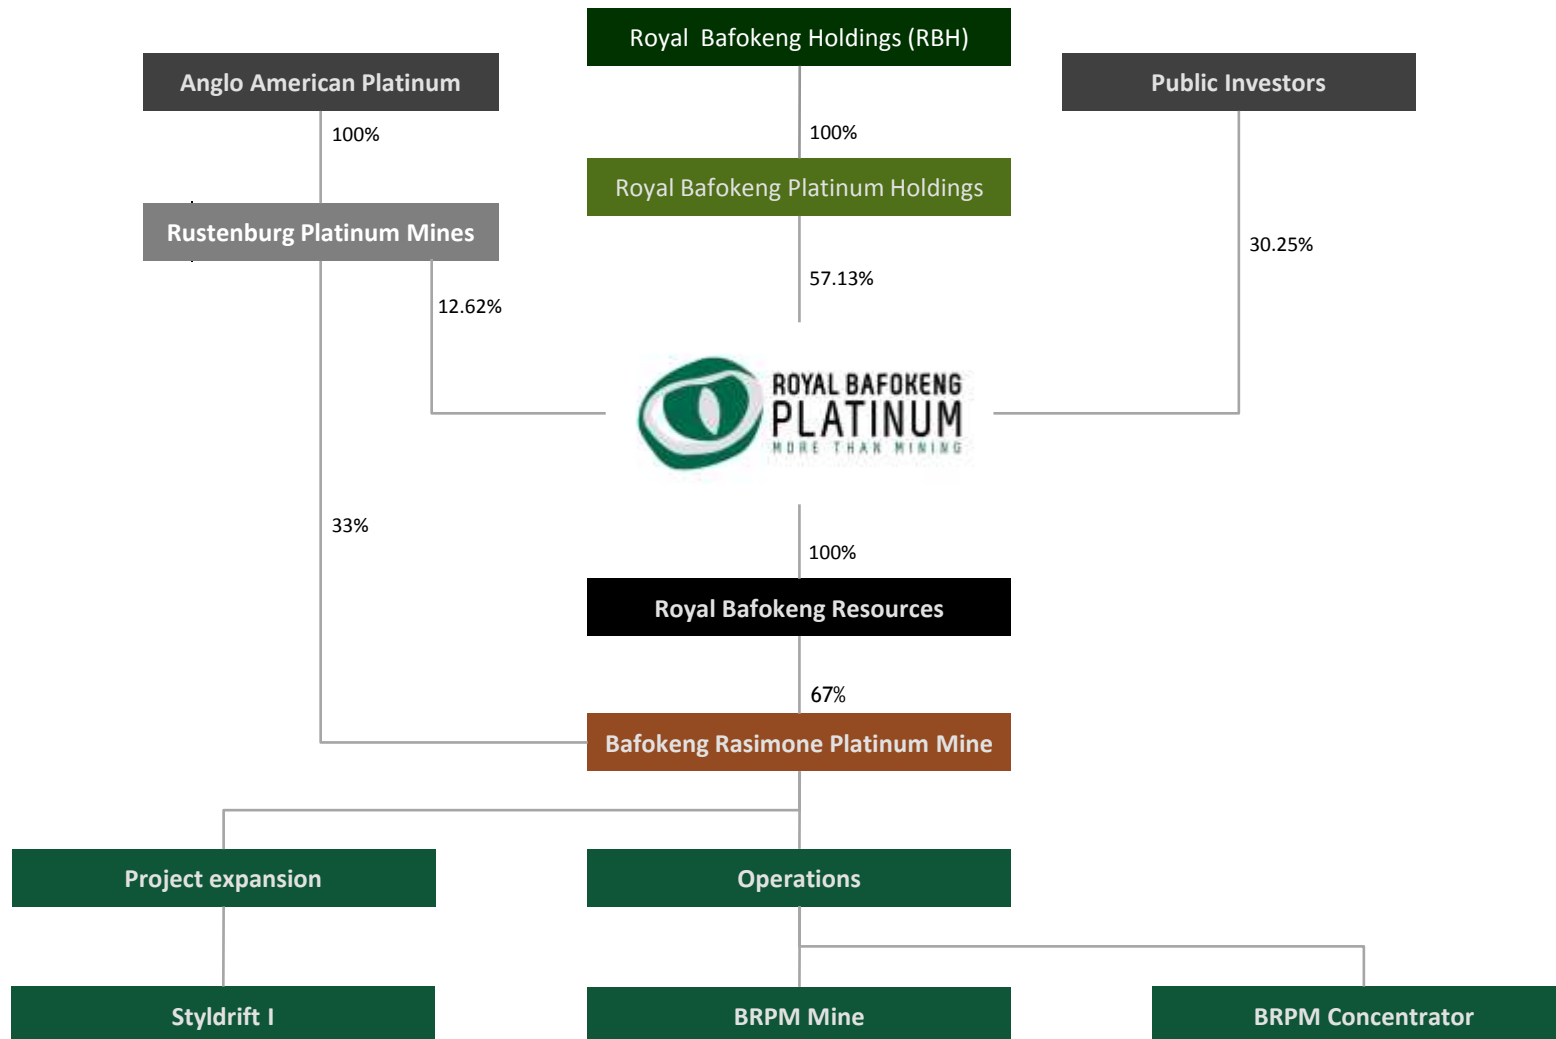 Royal Bafokeng Holdings (RBH)
Anglo American Platinum
Public Investors
100%
100%
Royal Bafokeng Platinum Holdings
Rustenburg Platinum Mines
30.25%
57.13%
12.62%
ROYAL BAFOKENG
PLATINUM
MORE THAN MINING
33%
100%
Royal Bafokeng Resources
67%
Bafokeng Rasimone Platinum Mine
Project expansion
Operations
Styldrift I
BRPM Mine
BRPM Concentrator